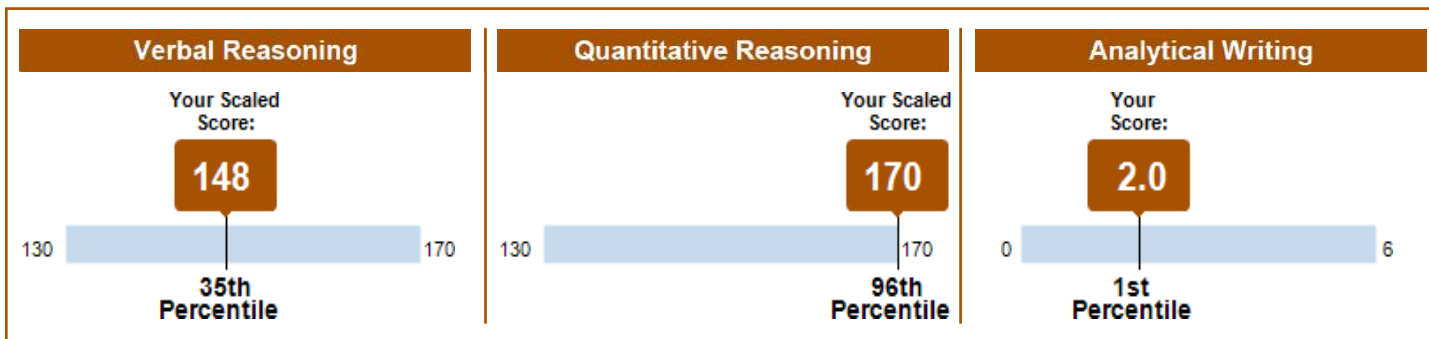 Verbal Reasoning
Your Scaled
Score:
148
130
170
35th
Percentile
Quantitative Reasoning
Your Scaled
Score:
170
130
170
96th
Percentile
Analytical Writing
Your
Score:
2.0
0
6
1st
Percentile